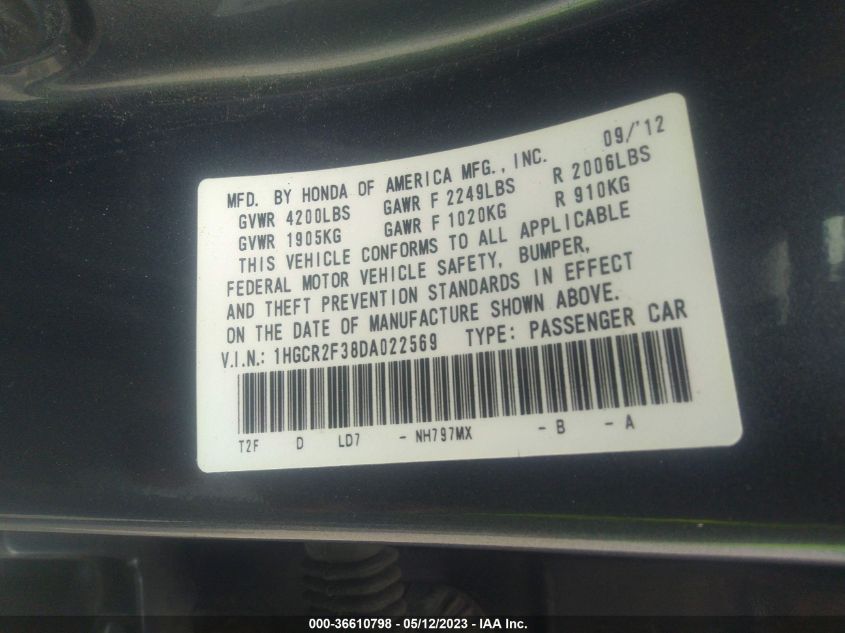 09/'12
MFD. BY HONDA OF AMERICA MFG., INC.
GVWR 4200LBS GAWR F 2249LBS R 2006LBS
GVWR 1905KG GAWR F 1020KG R 910KG
THIS VEHICLE CONFORMS TO ALL APPLICABLE
FEDERAL MOTOR VEHICLE SAFETY, BUMPER,
AND THEFT PREVENTION STANDARDS IN EFFECT
ON THE DATE OF MANUFACTURE SHOWN ABOVE.
V.I.N.: 1HGCR2F38DA022569 TYPE: PASSENGER CAR
T2F D LD7 - NH797MX - B - A
000-36610798 - 05/12/2023 - IAA Inc.